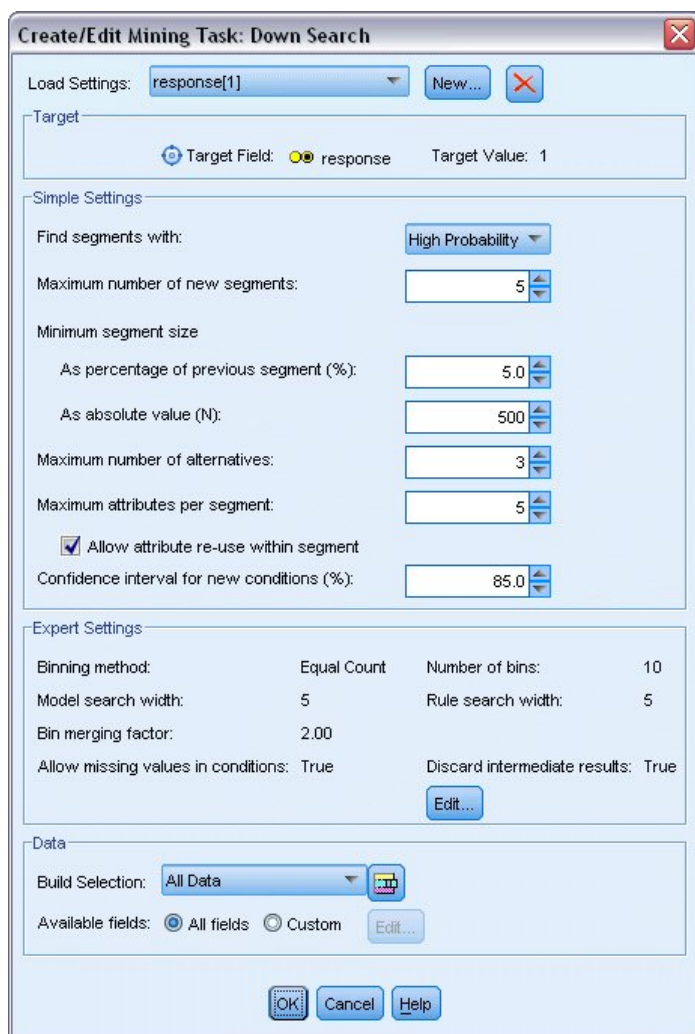 Create/Edit Mining Task: Down Search
Load Settings: response[1] New...
Target
Target Field: response Target Value: 1
Simple Settings
Find segments with: High Probability
Maximum number of new segments: 5
Minimum segment size
As percentage of previous segment (%): 5.0
As absolute value (N): 500
Maximum number of alternatives: 3
Maximum attributes per segment: 5
Allow attribute re-use within segment
Confidence interval for new conditions (%): 85.0
Expert Settings
Binning method: Equal Count Number of bins: 10
Model search width: 5 Rule search width: 5
Bin merging factor: 2.00
Allow missing values in conditions: True Discard intermediate results: True
Edit...
Data
Build Selection: All Data
Available fields: All fields Custom Edit...
OK Cancel Help